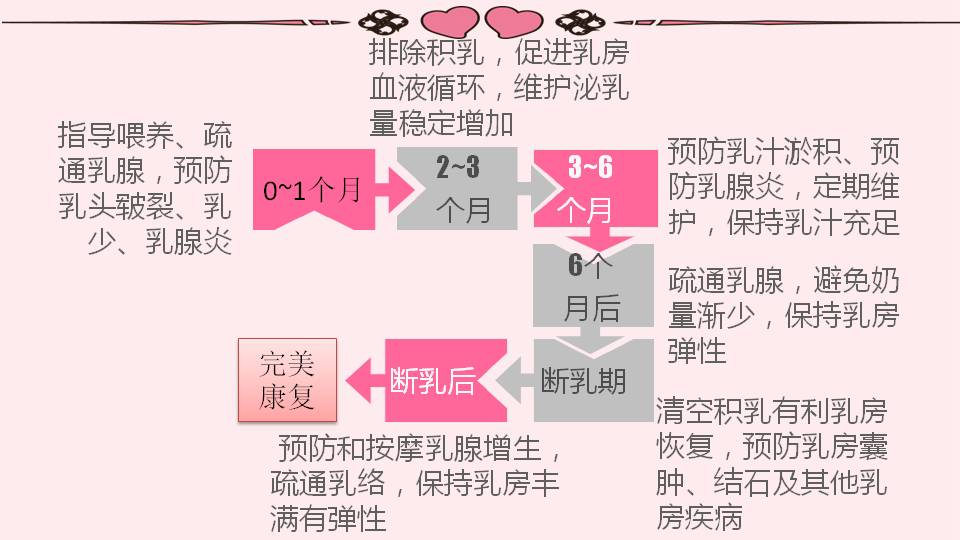 排除积乳，促进乳房
血液循环，维护泌乳
量稳定增加
指导喂养、疏
通乳腺，预防
乳头皲裂、乳
少、乳腺炎
0~1个月
2~3
个月
3~6
个月
预防乳汁淤积、预
防乳腺炎，定期维
护，保持乳汁充足
6个
月后
疏通乳腺，避免奶
量渐少，保持乳房
弹性
断乳期
清空积乳有利乳房
恢复，预防乳房囊
肿、结石及其他乳
房疾病
断乳后
预防和按摩乳腺增生，
疏通乳络，保持乳房丰
满有弹性
完美
康复